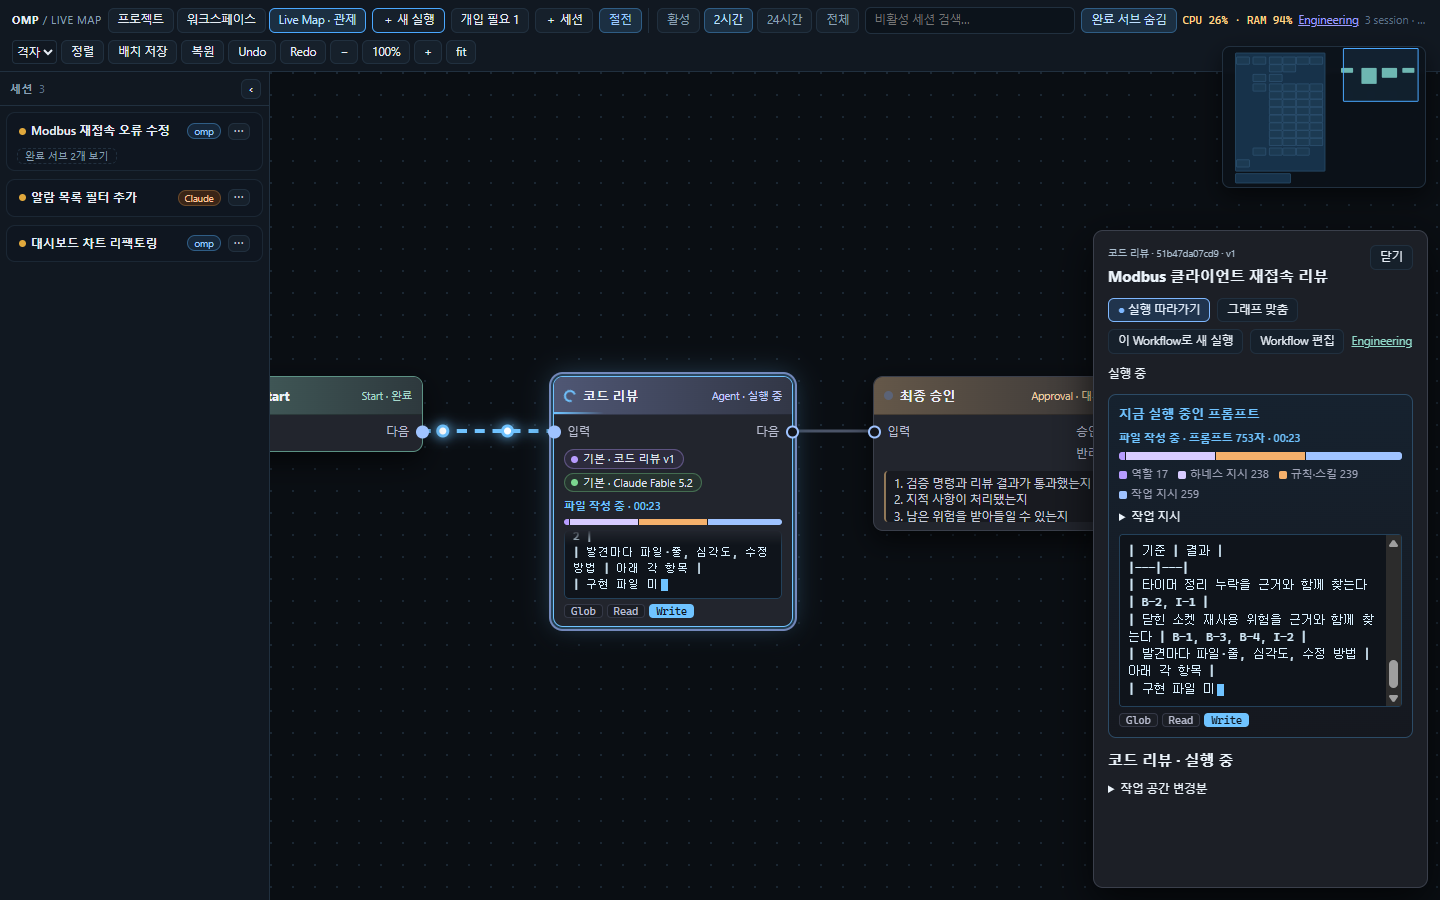 OMP / LIVE MAP 프로젝트 워크스페이스 Live Map · 관제 + 새 실행 개입 필요 1 + 세션 절전 활성 2시간 24시간 전체 비활성 세션 검색... 완료 서브 숨김 CPU 26% · RAM 94% Engineering 3 session · ...
격자 정렬 배치 저장 복원 Undo Redo − 100% + fit
세션 3 ‹
Modbus 재접속 오류 수정 omp ···
완료 서브 2개 보기
알람 목록 필터 추가 Claude ···
대시보드 차트 리팩토링 omp ···
tart Start · 완료
다음
코드 리뷰 Agent · 실행 중
입력 다음
기본 · 코드 리뷰 v1
기본 · Claude Fable 5.2
파일 작성 중 · 00:23
2 |
| 발견마다 파일·줄, 심각도, 수정
방법 | 아래 각 항목 |
| 구현 파일 미
Glob Read Write
최종 승인 Approval · 대
입력 승인
반려
1. 검증 명령과 리뷰 결과가 통과했는지
2. 지적 사항이 처리됐는지
3. 남은 위험을 받아들일 수 있는지
코드 리뷰 · 51b47da07cd9 · v1 닫기
Modbus 클라이언트 재접속 리뷰
실행 따라가기 그래프 맞춤
이 Workflow로 새 실행 Workflow 편집 Engineering
실행 중
지금 실행 중인 프롬프트
파일 작성 중 · 프롬프트 753자 · 00:23
역할 17 하네스 지시 238 규칙·스킬 239
작업 지시 259
▶ 작업 지시
| 기준 | 결과 |
|---|---|
| 타이머 정리 누락을 근거와 함께 찾는다
| B-2, I-1 |
| 닫힌 소켓 재사용 위험을 근거와 함께 찾
는다 | B-1, B-3, B-4, I-2 |
| 발견마다 파일·줄, 심각도, 수정 방법 |
아래 각 항목 |
| 구현 파일 미
Glob Read Write
코드 리뷰 · 실행 중
▶ 작업 공간 변경분